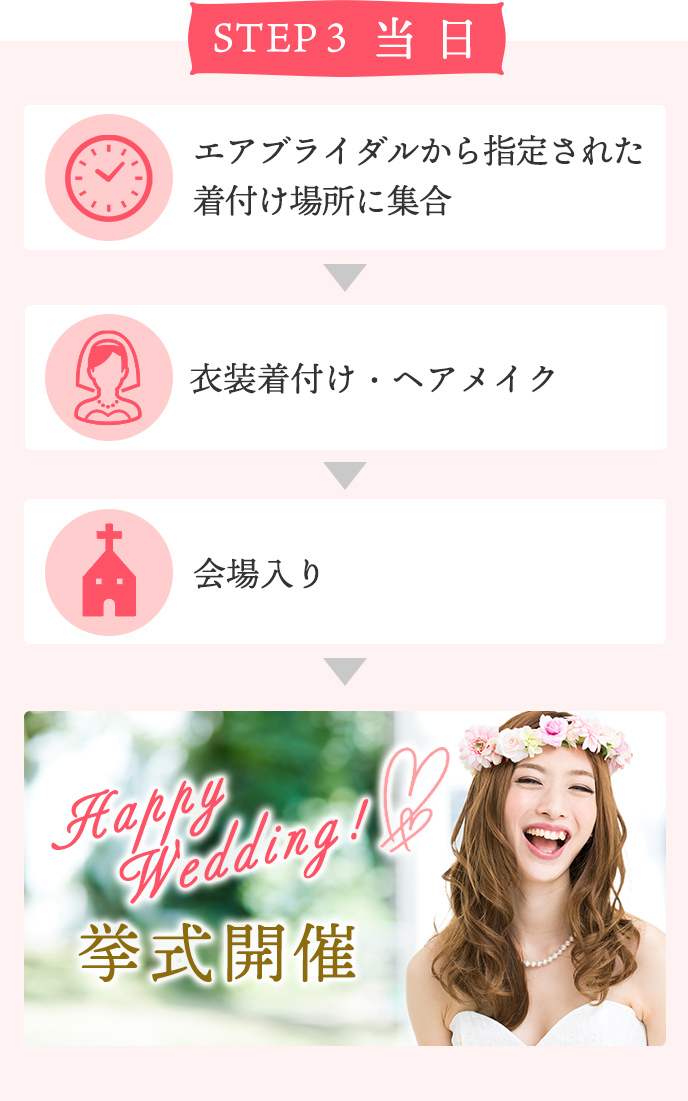 STEP3 当日
エアブライダルから指定された
着付け場所に集合
衣装着付け・ヘアメイク
会場入り
Happy
Wedding!
挙式開催